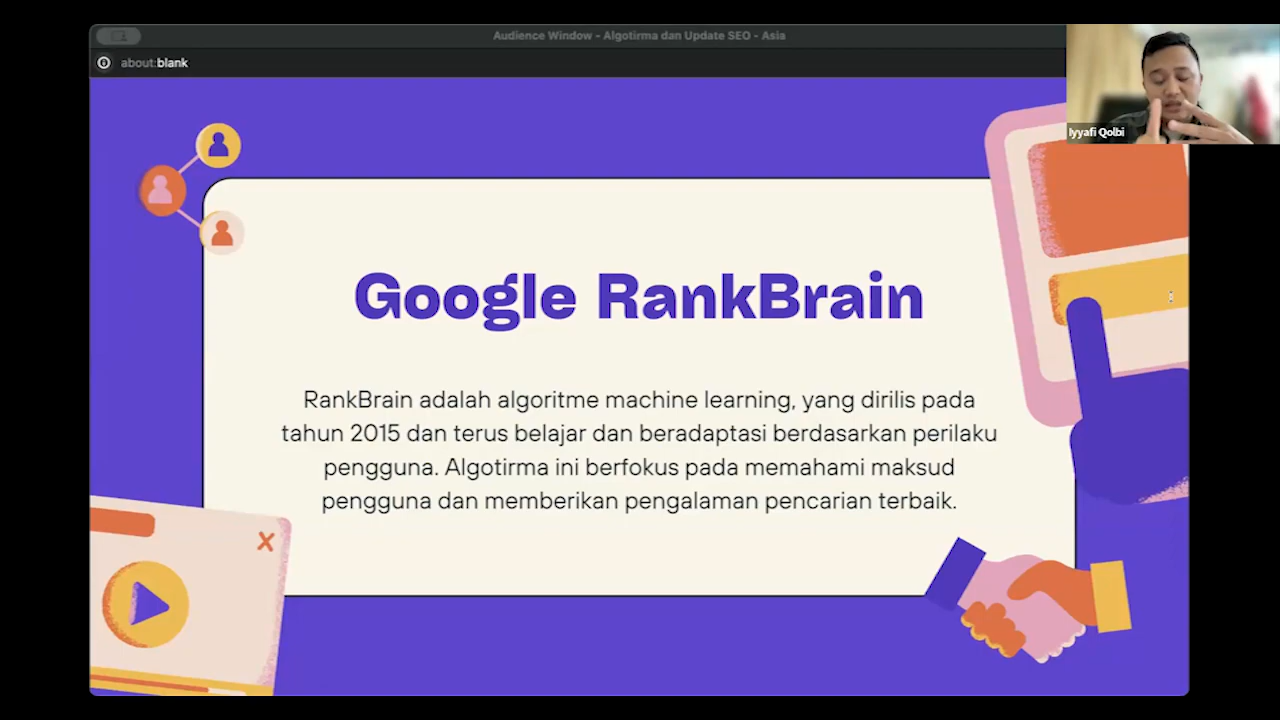 Audience Window - Algotirma dan Update SEO - Asia
about:blank
Iyyafi Qolbi
Google RankBrain
RankBrain adalah algoritme machine learning, yang dirilis pada
tahun 2015 dan terus belajar dan beradaptasi berdasarkan perilaku
pengguna. Algotirma ini berfokus pada memahami maksud
pengguna dan memberikan pengalaman pencarian terbaik.